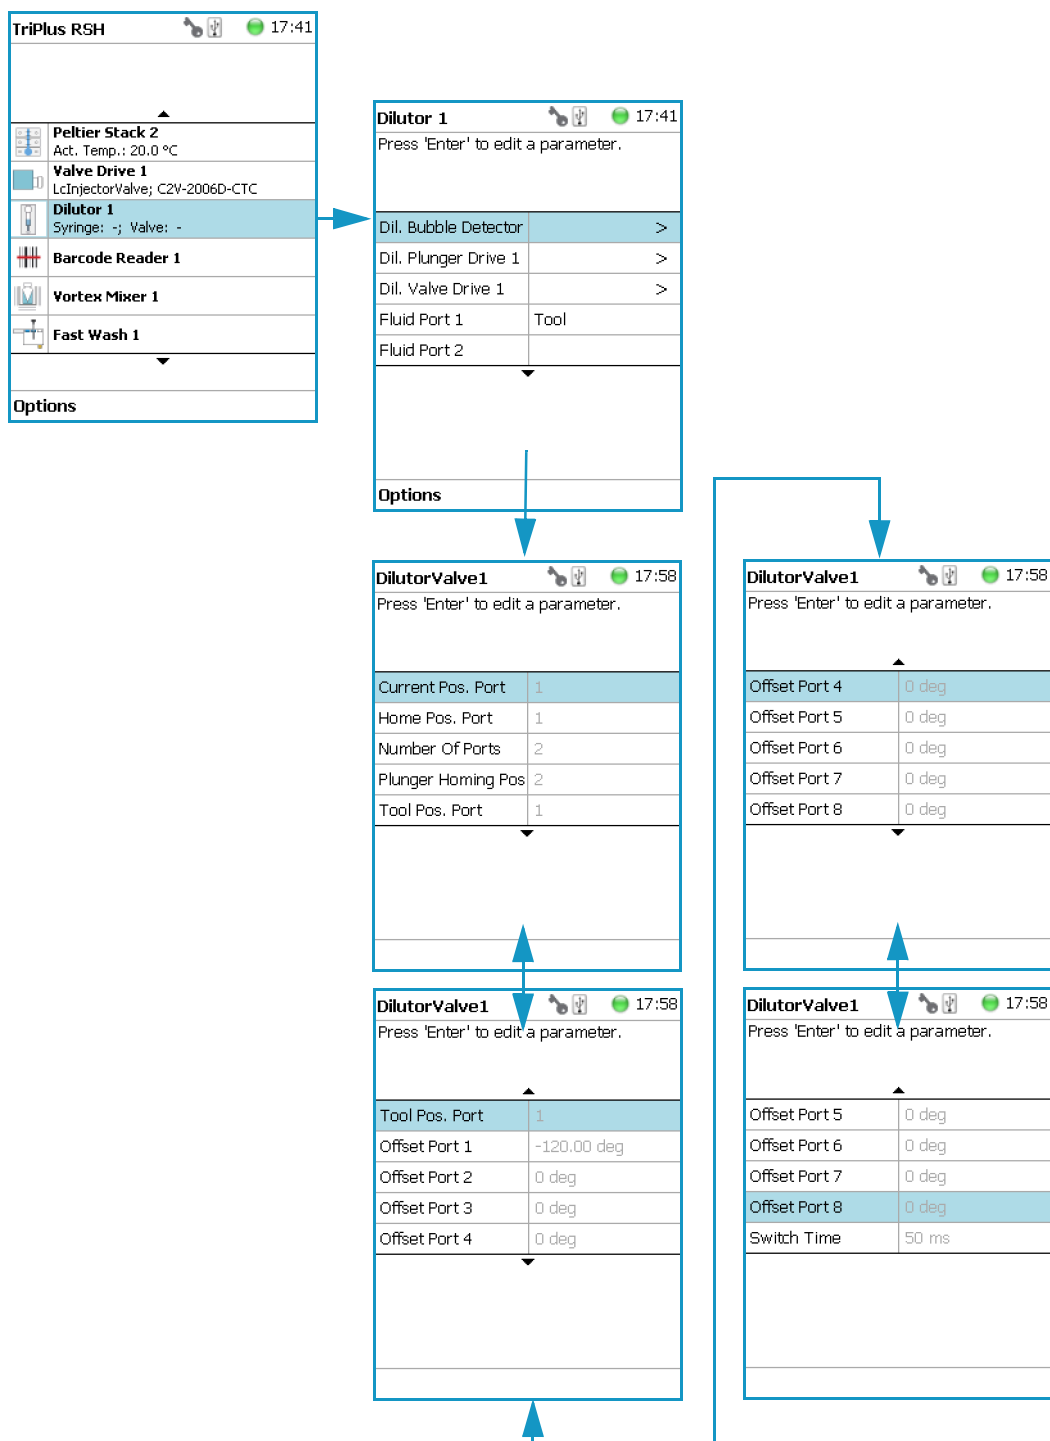 TriPlus RSH 17:41
Peltier Stack 2
Act. Temp.: 20.0 °C
Valve Drive 1
LcInjectorValve; C2V-2006D-CTC
Dilutor 1
Syringe: -; Valve: -
Barcode Reader 1
Vortex Mixer 1
Fast Wash 1
Options
Dilutor 1 17:41
Press 'Enter' to edit a parameter.
Dil. Bubble Detector >
Dil. Plunger Drive 1 >
Dil. Valve Drive 1 >
Fluid Port 1 Tool
Fluid Port 2
Options
DilutorValve1 17:58
Press 'Enter' to edit a parameter.
Current Pos. Port 1
Home Pos. Port 1
Number Of Ports 2
Plunger Homing Pos 2
Tool Pos. Port 1
DilutorValve1 17:58
Press 'Enter' to edit a parameter.
Tool Pos. Port 1
Offset Port 1 -120.00 deg
Offset Port 2 0 deg
Offset Port 3 0 deg
Offset Port 4 0 deg
DilutorValve1 17:58
Press 'Enter' to edit a parameter.
Offset Port 4 0 deg
Offset Port 5 0 deg
Offset Port 6 0 deg
Offset Port 7 0 deg
Offset Port 8 0 deg
DilutorValve1 17:58
Press 'Enter' to edit a parameter.
Offset Port 5 0 deg
Offset Port 6 0 deg
Offset Port 7 0 deg
Offset Port 8 0 deg
Switch Time 50 ms